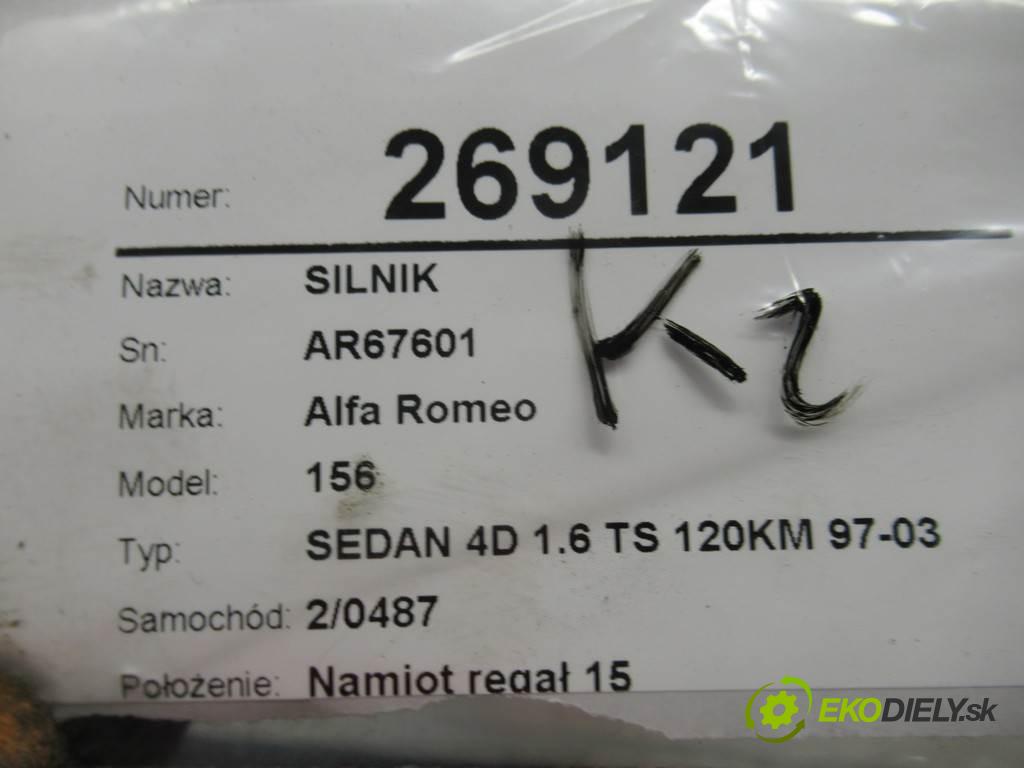 Numer: 269121
Nazwa: SILNIK
Sn: AR67601
Marka: Alfa Romeo
Model: 156
Typ: SEDAN 4D 1.6 TS 120KM 97-03
Samochód: 2/0487
Położenie: Namiot regał 15
EKODIELY.sk